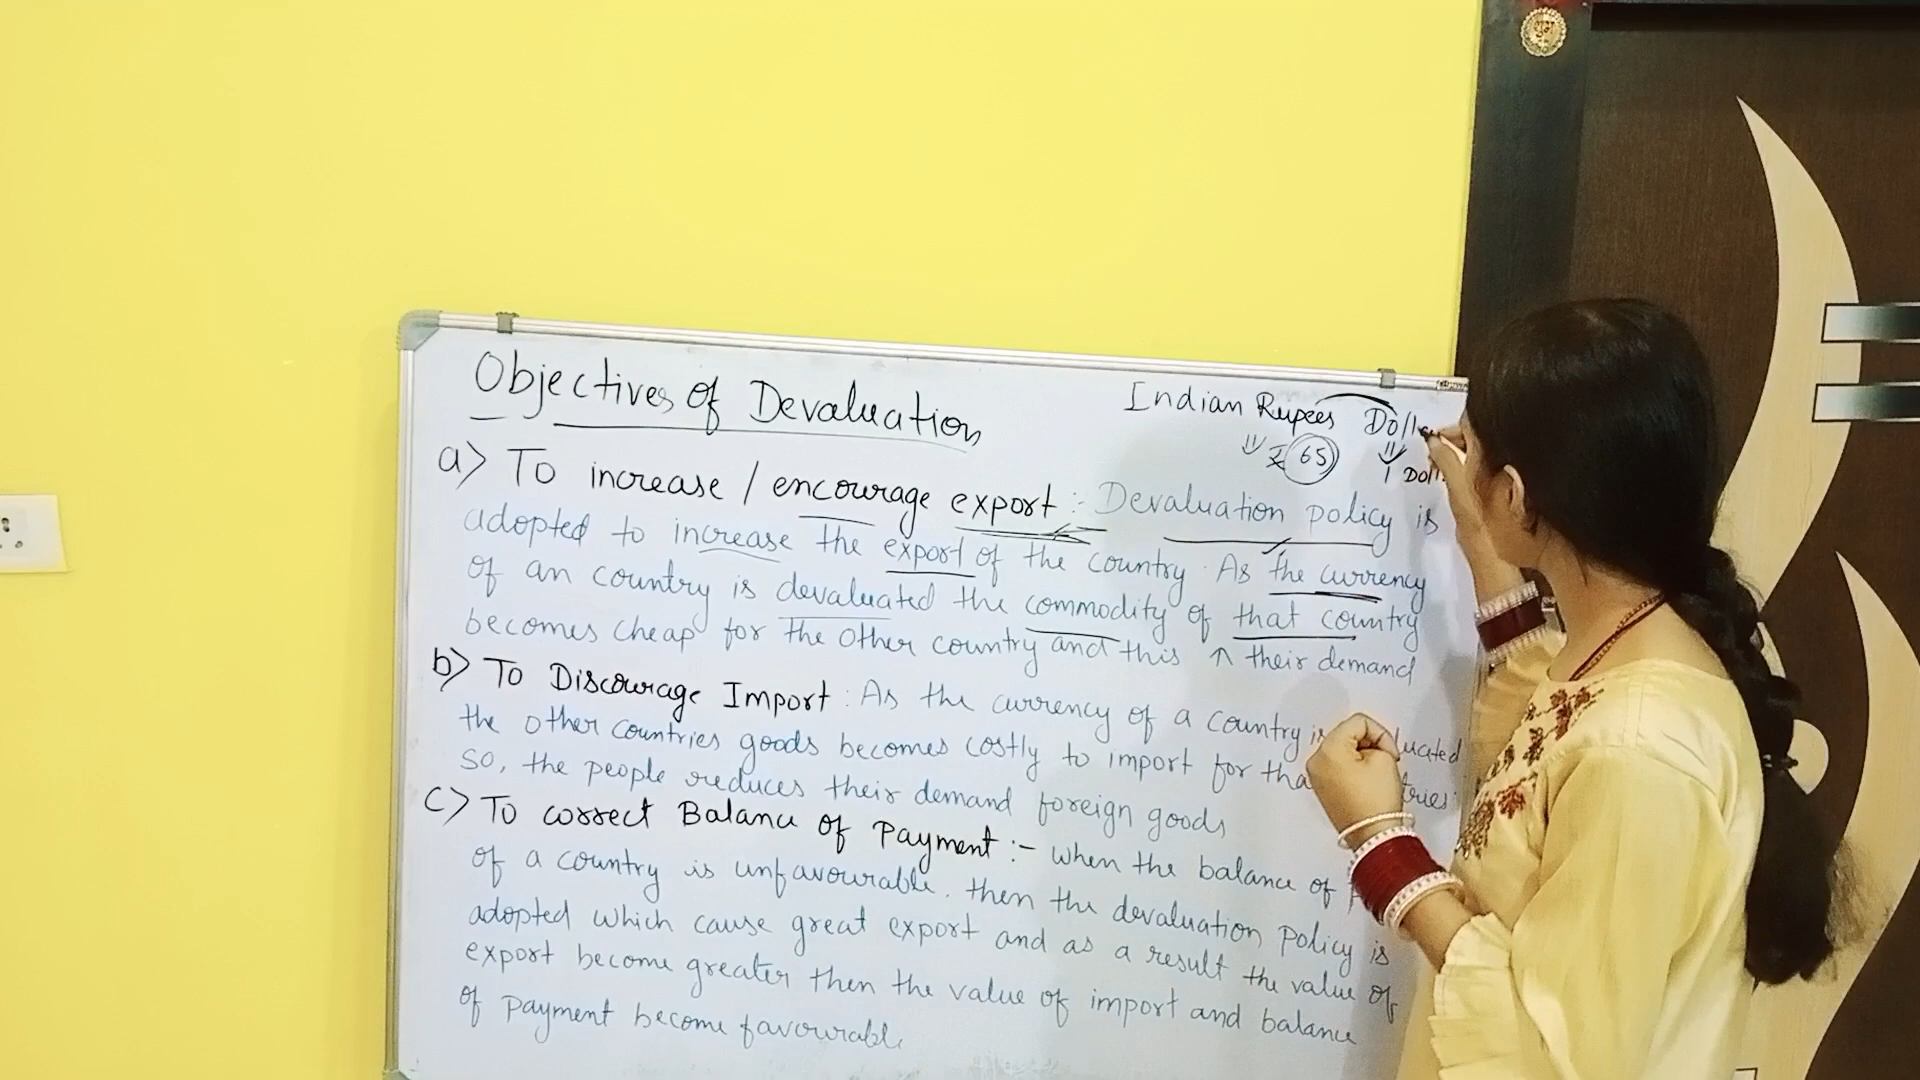 Objectives of Devaluation
Indian Rupees Dolla
⇓ ₹ 65 ⇓ 1 Doll
a) To increase / encourage export :- Devaluation policy is
adopted to increase the export of the country. As the currency
of an country is devaluated the commodity of that country
becomes cheap for the other country and this ↑ their demand
b) To Discourage Import : As the currency of a country is luated
the other countries goods becomes costly to import for tha tries
So, the people reduces their demand foreign goods
c) To correct Balance of Payment :- When the balance of
of a country is unfavourable. then the devaluation policy is
adopted which cause great export and as a result the value of
export become greater then the value of import and balance
of payment become favourable